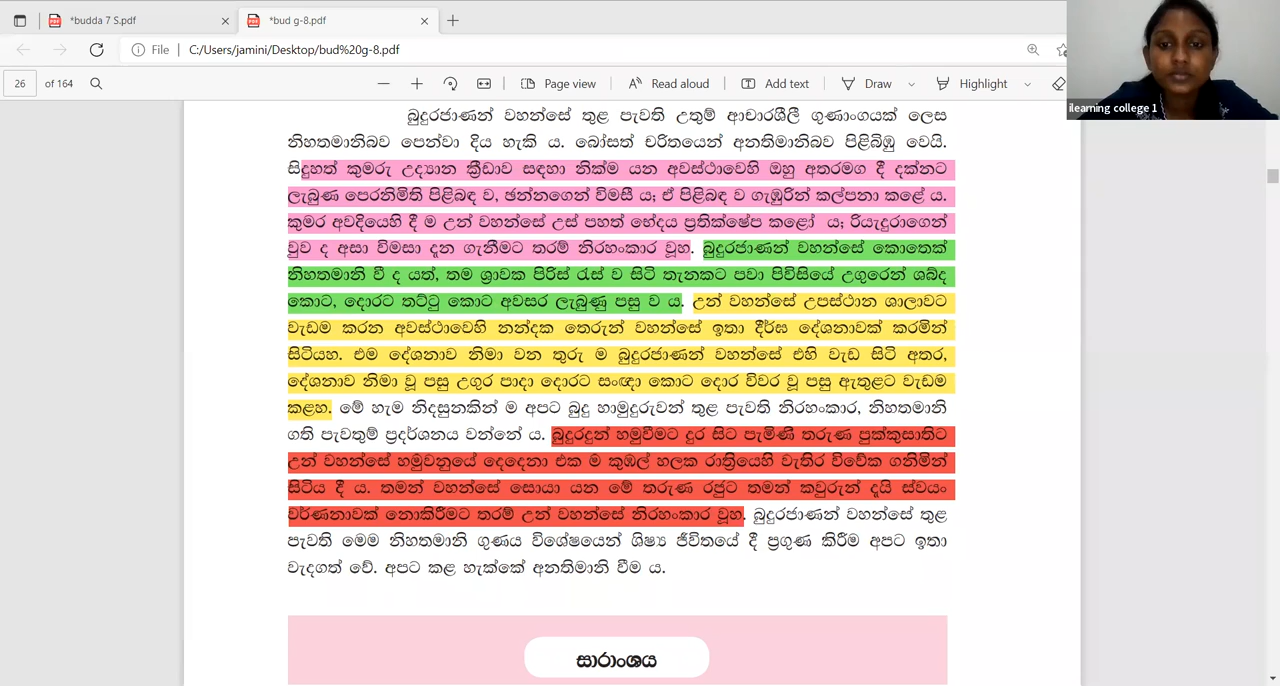 *budda 7 S.pdf
*bud g-8.pdf
File
C:/Users/jamini/Desktop/bud%20g-8.pdf
26 of 164
Page view
Read aloud
Add text
Draw
Highlight
ilearning college 1
බුදුරජාණන් වහන්සේ තුළ පැවති උතුම් ආචාරශීලී ගුණාංගයක් ලෙස
නිහතමානිබව පෙන්වා දිය හැකි ය. බෝසත් චරිතයෙන් අනතිමානිබව පිළිබිඹු වෙයි.
සිදුහත් කුමරු උද්‍යාන ක්‍රීඩාව සඳහා නික්ම යන අවස්ථාවෙහි ඔහු අතරමග දී දක්නට
ලැබුණ පෙරනිමිති පිළිබඳ ව, ඡන්නගෙන් විමසී ය; ඒ පිළිබඳ ව ගැඹුරින් කල්පනා කළේ ය.
කුමර අවදියෙහි දී ම උන් වහන්සේ උස් පහත් භේදය ප්‍රතික්ෂේප කළෝ ය; රියැදුරාගෙන්
වුව ද අසා විමසා දැන ගැනීමට තරම් නිරහංකාර වූහ. බුදුරජාණන් වහන්සේ කොතෙක්
නිහතමානි වී ද යත්, තම ශ්‍රාවක පිරිස් රැස් ව සිටි තැනකට පවා පිවිසියේ උගුරෙන් ශබ්ද
කොට, දොරට තට්ටු කොට අවසර ලැබුණු පසු ව ය. උන් වහන්සේ උපස්ථාන ශාලාවට
වැඩම කරන අවස්ථාවෙහි නන්දක තෙරුන් වහන්සේ ඉතා දීර්ඝ දේශනාවක් කරමින්
සිටියහ. එම දේශනාව නිමා වන තුරු ම බුදුරජාණන් වහන්සේ එහි වැඩ සිටි අතර,
දේශනාව නිමා වූ පසු උගුර පාදා දොරට සංඥා කොට දොර විවර වූ පසු ඇතුළට වැඩම
කළහ. මේ හැම නිදසුනකින් ම අපට බුදු හාමුදුරුවන් තුළ පැවති නිරහංකාර, නිහතමානි
ගති පැවතුම් ප්‍රදර්ශනය වන්නේ ය. බුදුරදුන් හමුවීමට දුර සිට පැමිණි තරුණ පුක්කුසාතිට
උන් වහන්සේ හමුවනුයේ දෙදෙනා එක ම කුඹල් හලක රාත්‍රියෙහි වැතිර විවේක ගනිමින්
සිටිය දී ය. තමන් වහන්සේ සොයා යන මේ තරුණ රජුට තමන් කවුරුන් දැයි ස්වයං
වර්ණනාවක් නොකිරීමට තරම් උන් වහන්සේ නිරහංකාර වූහ. බුදුරජාණන් වහන්සේ තුළ
පැවති මෙම නිහතමානි ගුණය විශේෂයෙන් ශිෂ්‍ය ජීවිතයේ දී ප්‍රගුණ කිරීම අපට ඉතා
වැදගත් වේ. අපට කළ හැක්කේ අනතිමානි වීම ය.
සාරාංශය